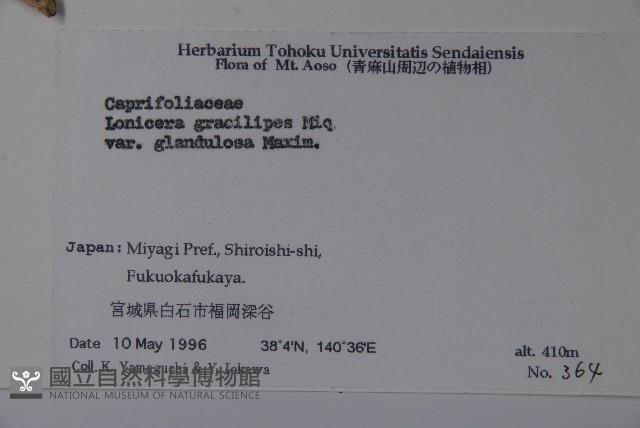 Herbarium Tohoku Universitatis Sendaiensis
Flora of Mt. Aoso (青麻山周辺の植物相)
Caprifoliaceae
Lonicera gracilipes Miq.
var. glandulosa Maxim.
Japan: Miyagi Pref., Shiroishi-shi,
Fukuokafukaya.
宮城県白石市福岡深谷
Date 10 May 1996 38°4'N, 140°36'E alt. 410m
Coll. K. Yamaguchi & Y. No. 364
國立自然科學博物館
NATIONAL MUSEUM OF NATURAL SCIENCE